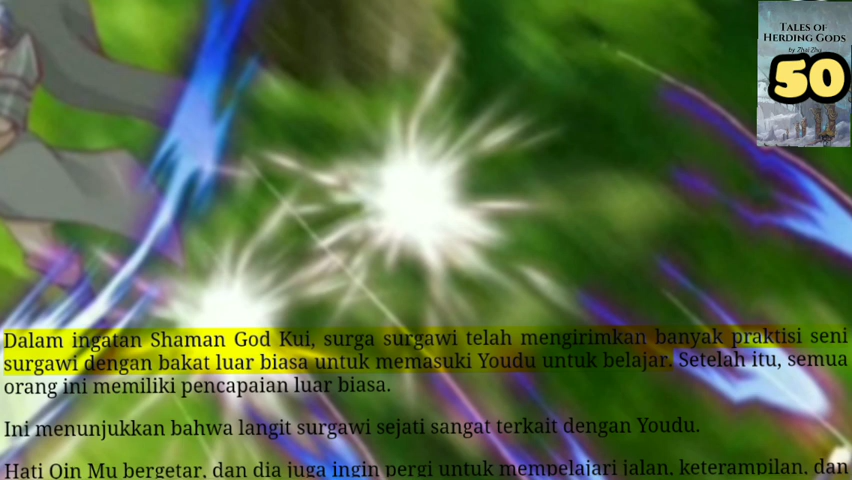 TALES OF
HERDING GODS
by Zhai Zhu
50
Dalam ingatan Shaman God Kui, surga surgawi telah mengirimkan banyak praktisi seni
surgawi dengan bakat luar biasa untuk memasuki Youdu untuk belajar. Setelah itu, semua
orang ini memiliki pencapaian luar biasa.
Ini menunjukkan bahwa langit surgawi sejati sangat terkait dengan Youdu.
Hati Qin Mu bergetar, dan dia juga ingin pergi untuk mempelajari jalan, keterampilan, dan